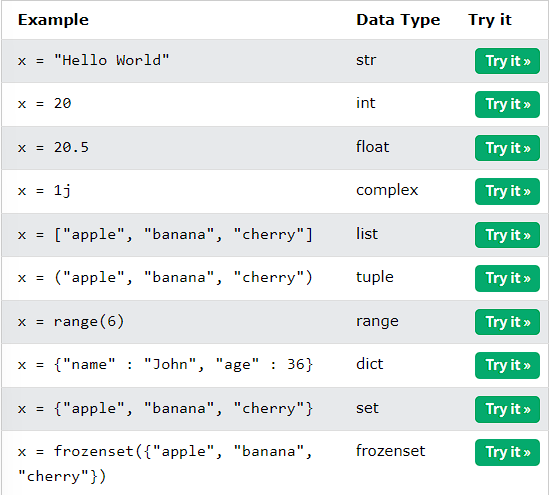 Example Data Type Try it
x = "Hello World" str Try it »
x = 20 int Try it »
x = 20.5 float Try it »
x = 1j complex Try it »
x = ["apple", "banana", "cherry"] list Try it »
x = ("apple", "banana", "cherry") tuple Try it »
x = range(6) range Try it »
x = {"name" : "John", "age" : 36} dict Try it »
x = {"apple", "banana", "cherry"} set Try it »
x = frozenset({"apple", "banana", frozenset Try it »
"cherry"})